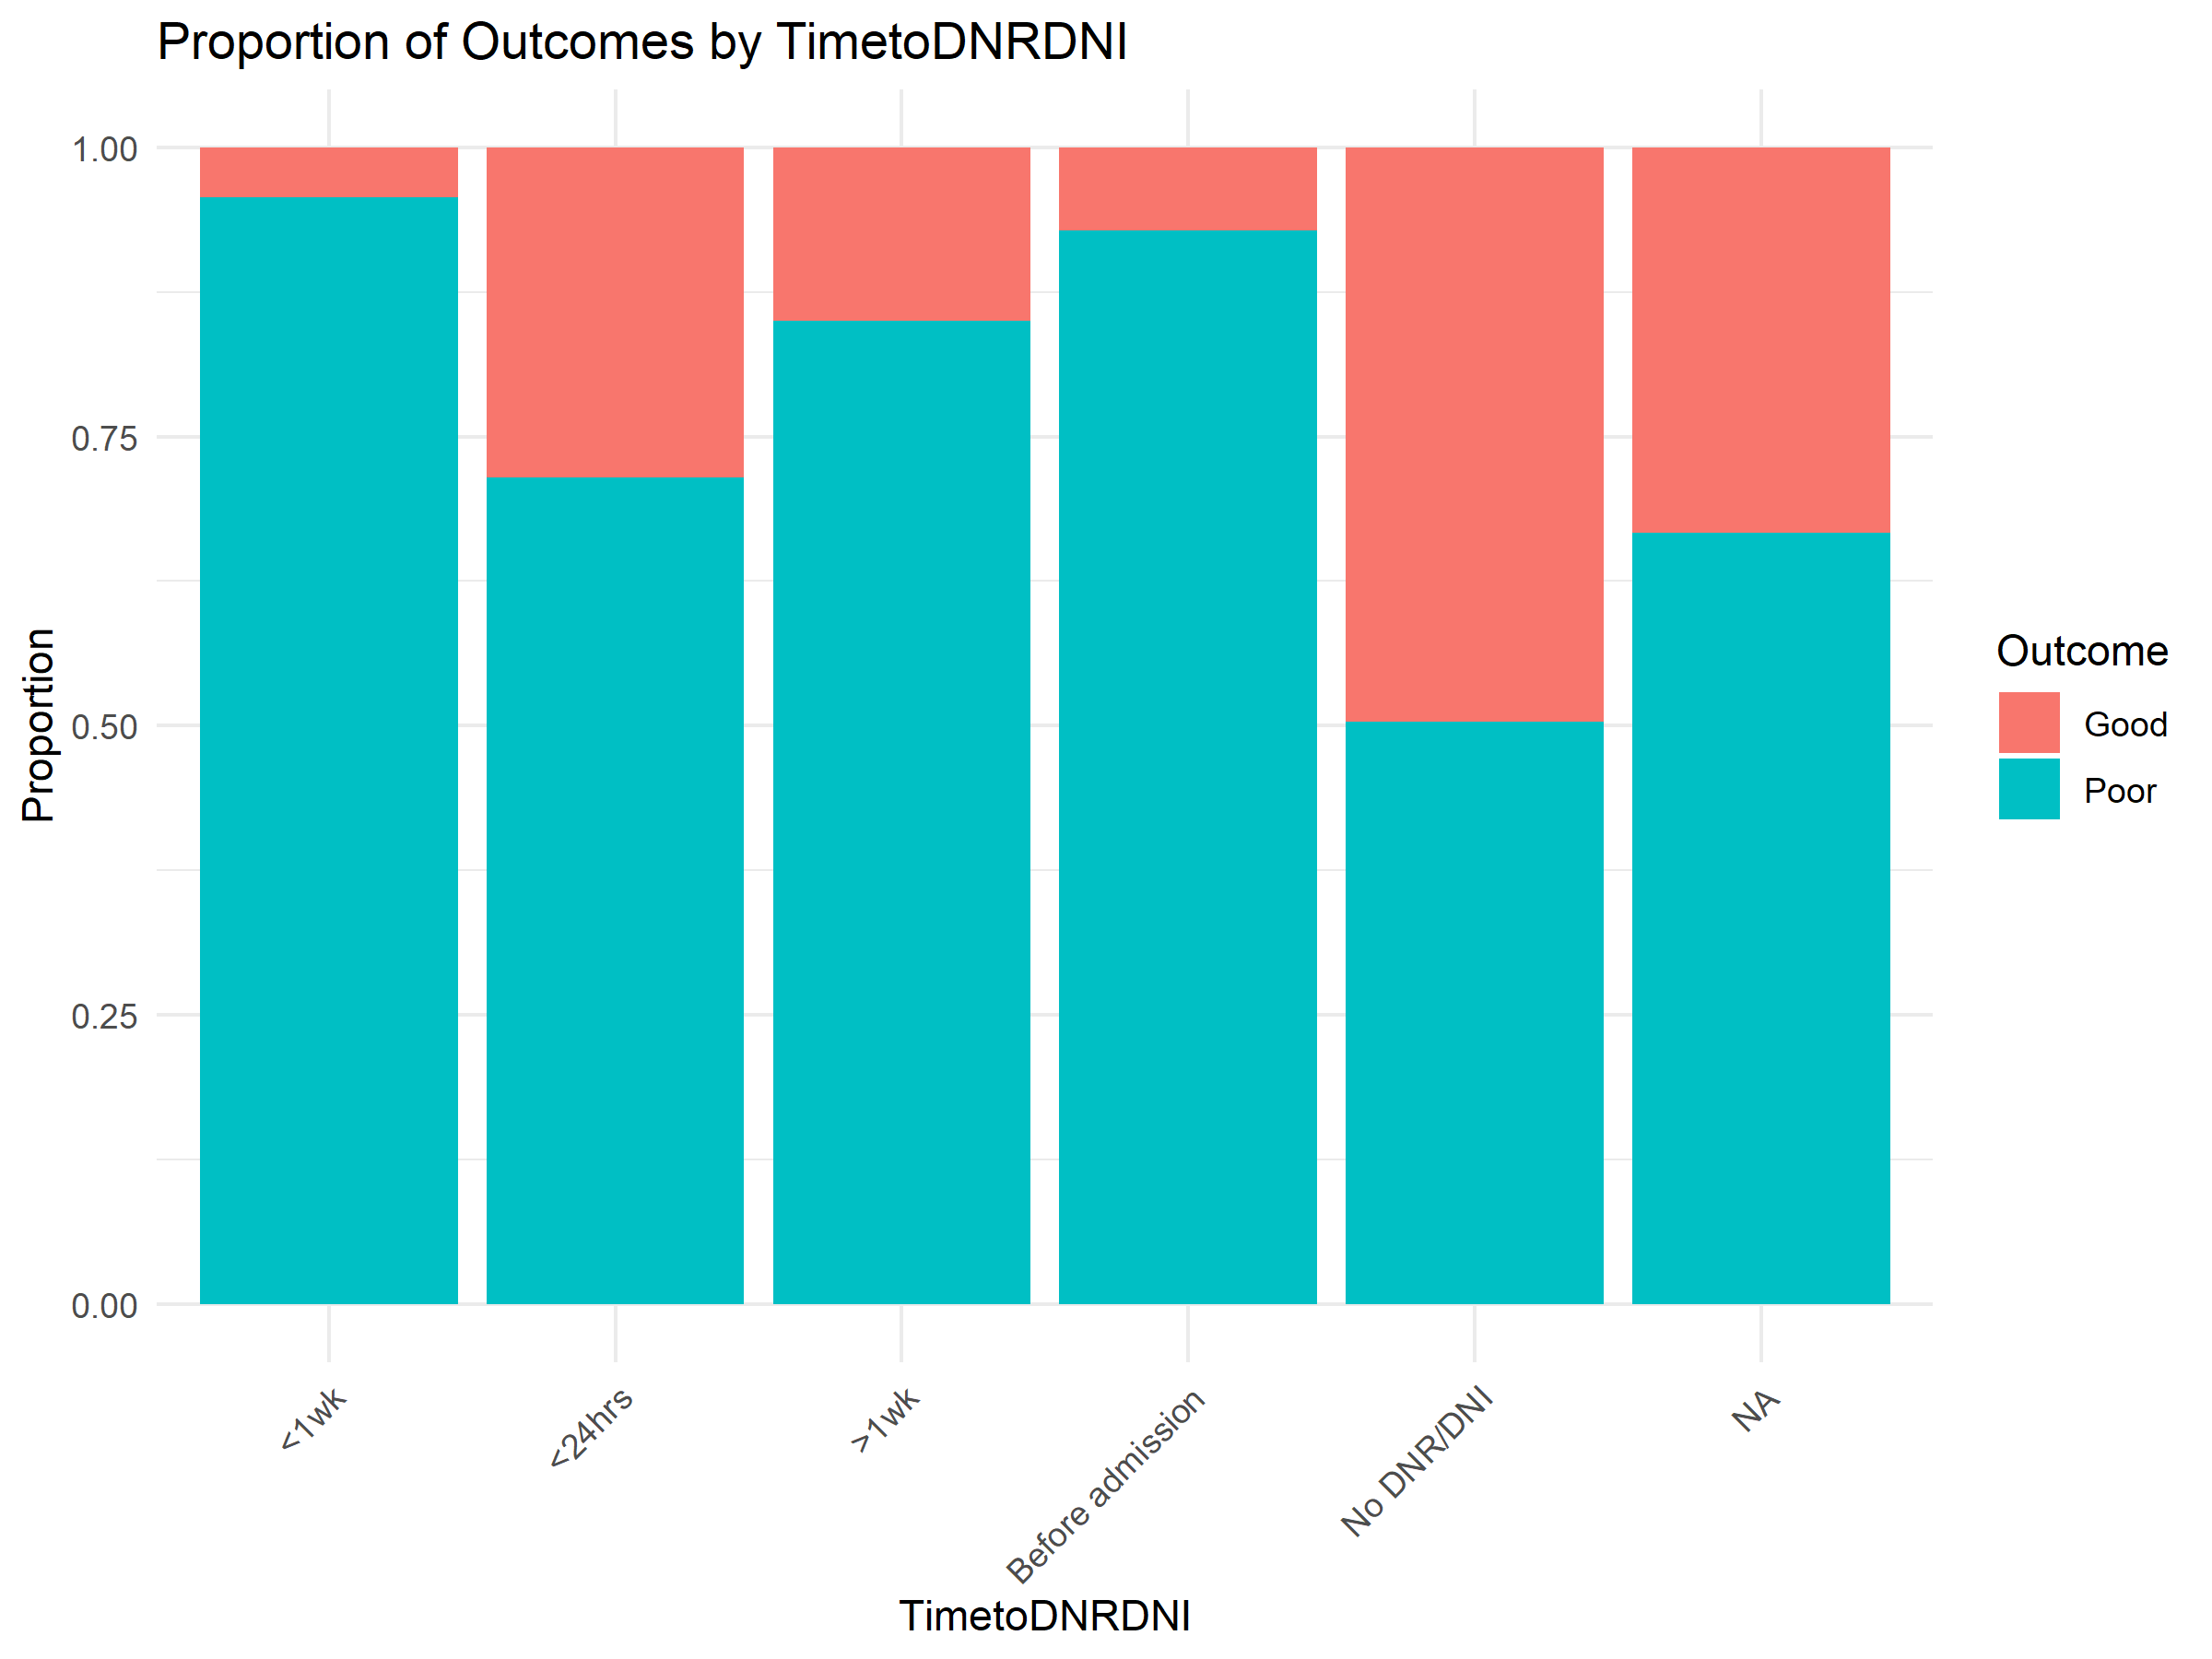 Proportion of Outcomes by TimetoDNRDNI
1.00
0.75
0.50
0.25
0.00
Proportion
<1wk
<24hrs
>1wk
Before admission
No DNR/DNI
NA
TimetoDNRDNI
Outcome
Good
Poor